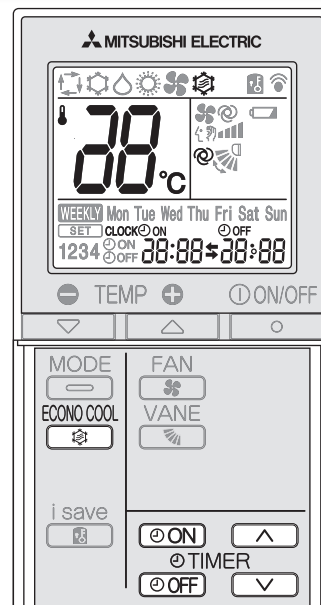 MITSUBISHI ELECTRIC
88 °C
WEEKLY Mon Tue Wed Thu Fri Sat Sun
SET CLOCK ON OFF
1234 ON OFF 88:88 88:88
TEMP ON/OFF
MODE FAN
ECONO COOL VANE
i save
ON
TIMER
OFF